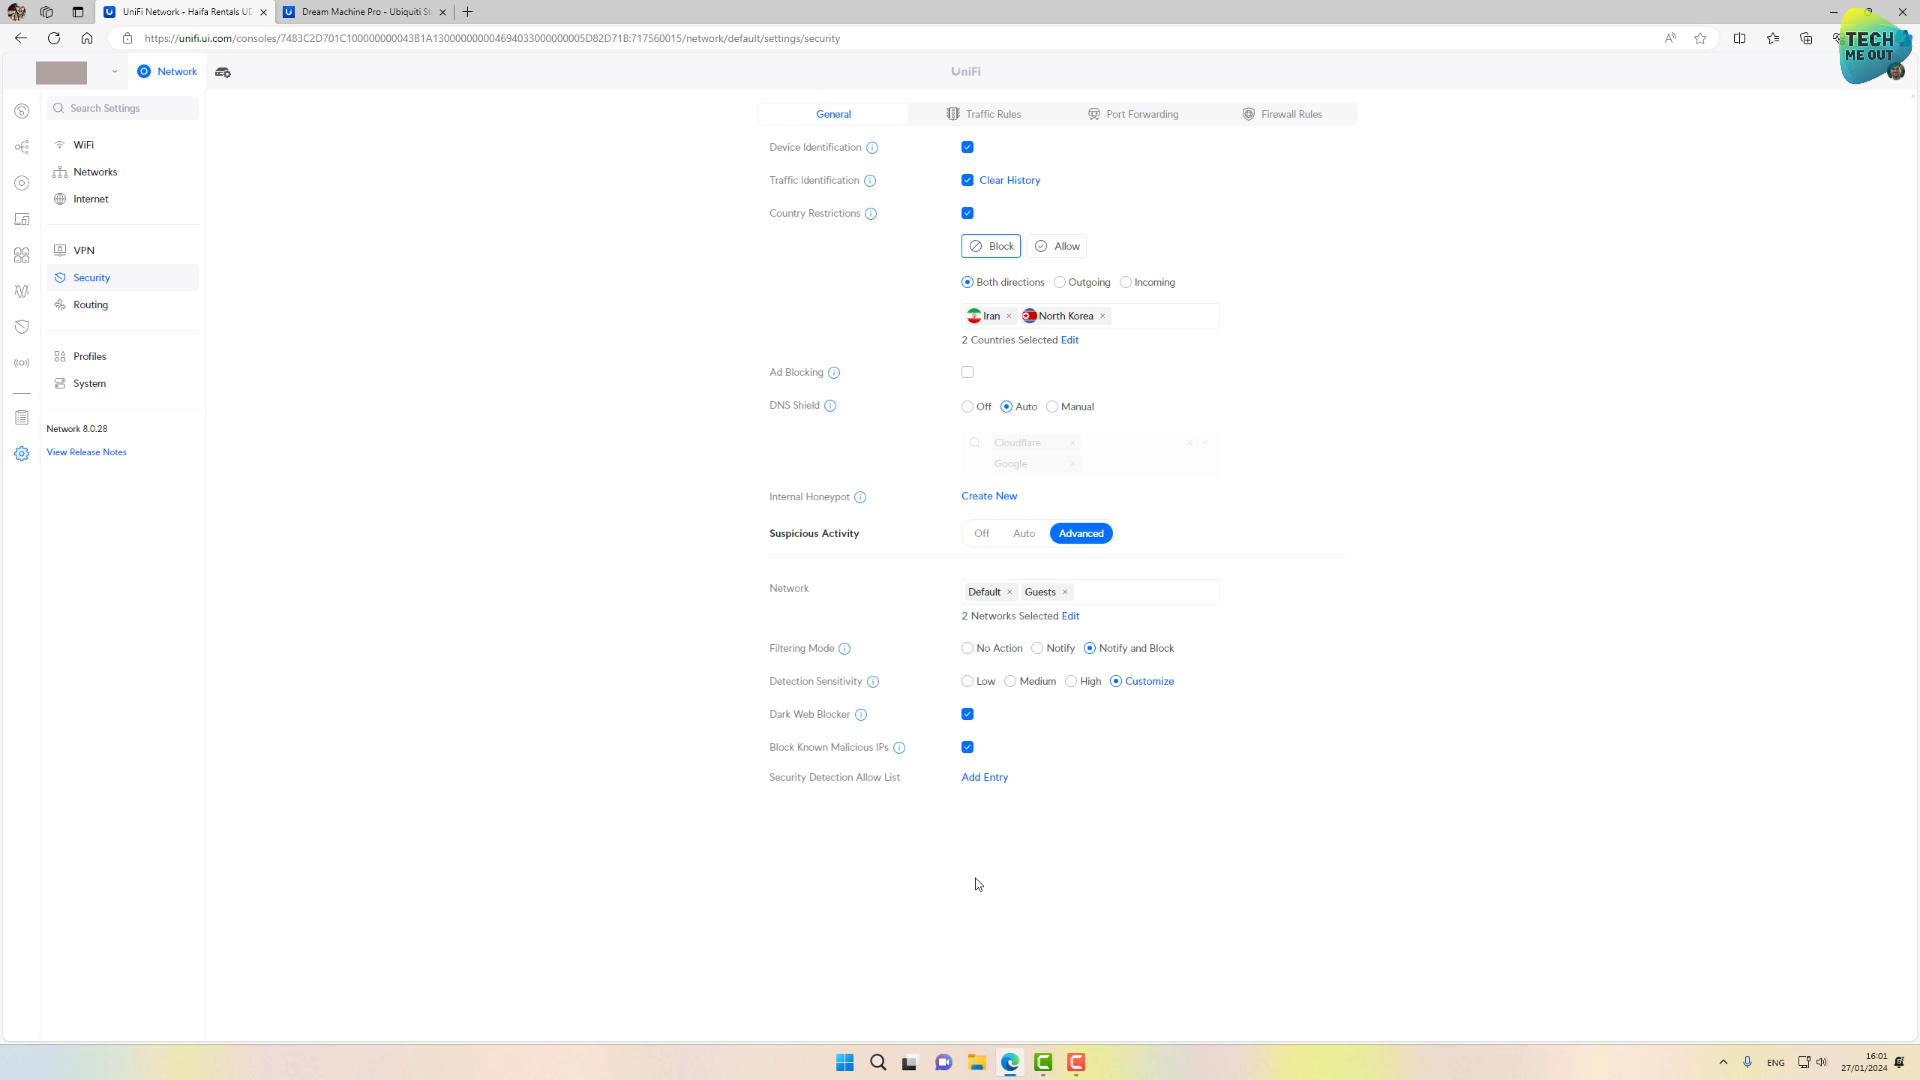 UniFi Network - Haifa Rentals UD
Dream Machine Pro - Ubiquiti St
https://unifi.ui.com/consoles/7483C2D701C10000000043B1A1300000000046940330000000005D82D71B:717560015/network/default/settings/security
TECH
ME OUT
Network
UniFi
Search Settings
WiFi
Networks
Internet
VPN
Security
Routing
Profiles
System
Network 8.0.28
View Release Notes
General
Traffic Rules
Port Forwarding
Firewall Rules
Device Identification
Traffic Identification
Clear History
Country Restrictions
Block
Allow
Both directions
Outgoing
Incoming
Iran
North Korea
2 Countries Selected Edit
Ad Blocking
DNS Shield
Off
Auto
Manual
Cloudflare
Google
Internal Honeypot
Create New
Suspicious Activity
Off
Auto
Advanced
Network
Default
Guests
2 Networks Selected Edit
Filtering Mode
No Action
Notify
Notify and Block
Detection Sensitivity
Low
Medium
High
Customize
Dark Web Blocker
Block Known Malicious IPs
Security Detection Allow List
Add Entry
ENG
16:01
27/01/2024